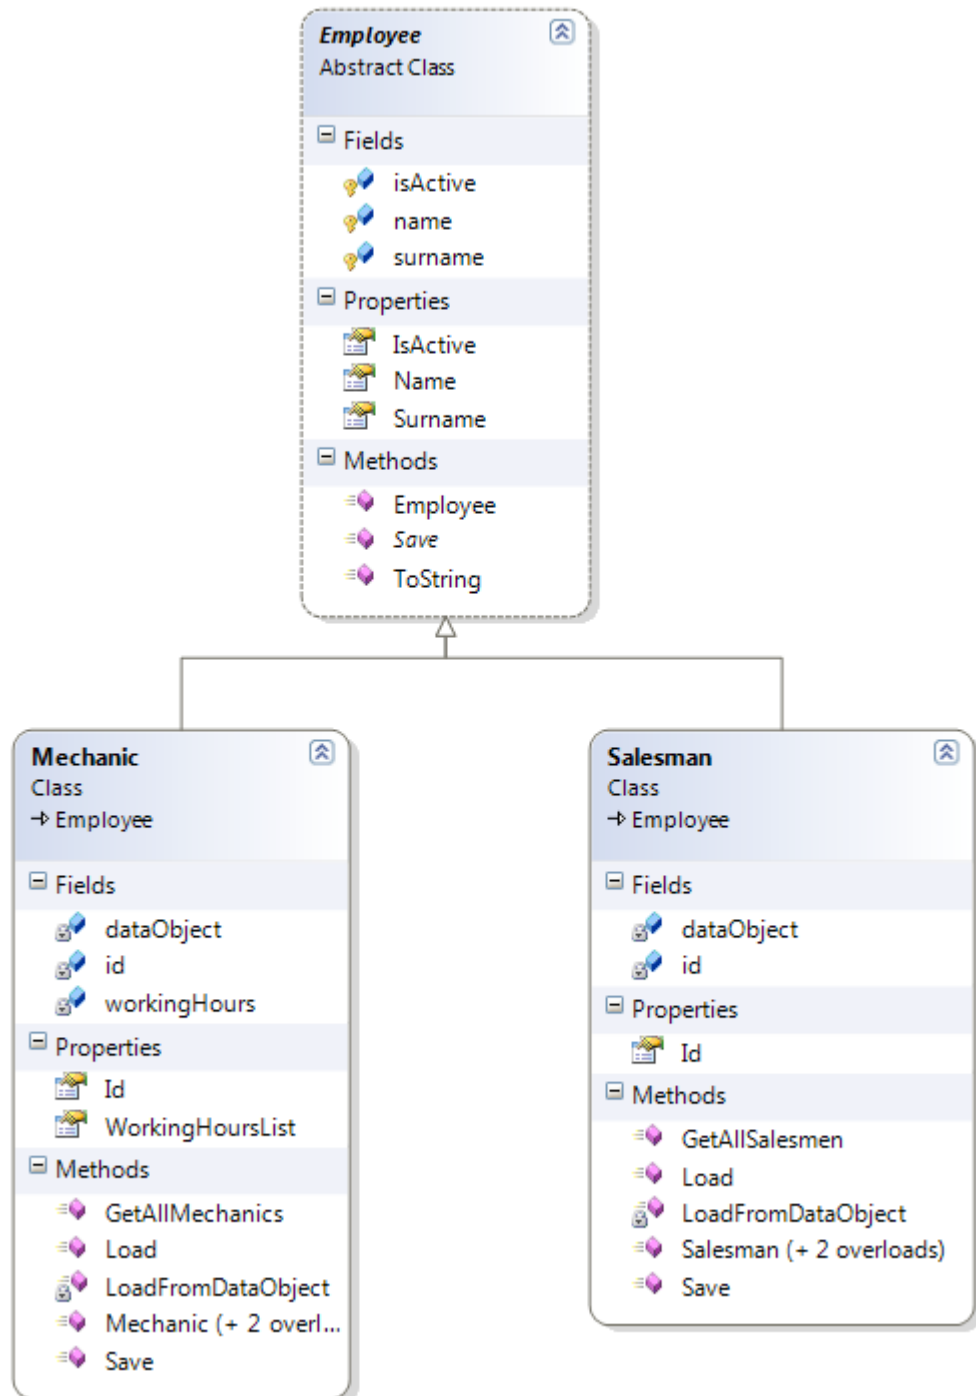 Employee
Abstract Class
Fields
isActive
name
surname
Properties
IsActive
Name
Surname
Methods
Employee
Save
ToString
Mechanic
Class
Employee
Fields
dataObject
id
workingHours
Properties
Id
WorkingHoursList
Methods
GetAllMechanics
Load
LoadFromDataObject
Mechanic (+ 2 overl...
Save
Salesman
Class
Employee
Fields
dataObject
id
Properties
Id
Methods
GetAllSalesmen
Load
LoadFromDataObject
Salesman (+ 2 overloads)
Save